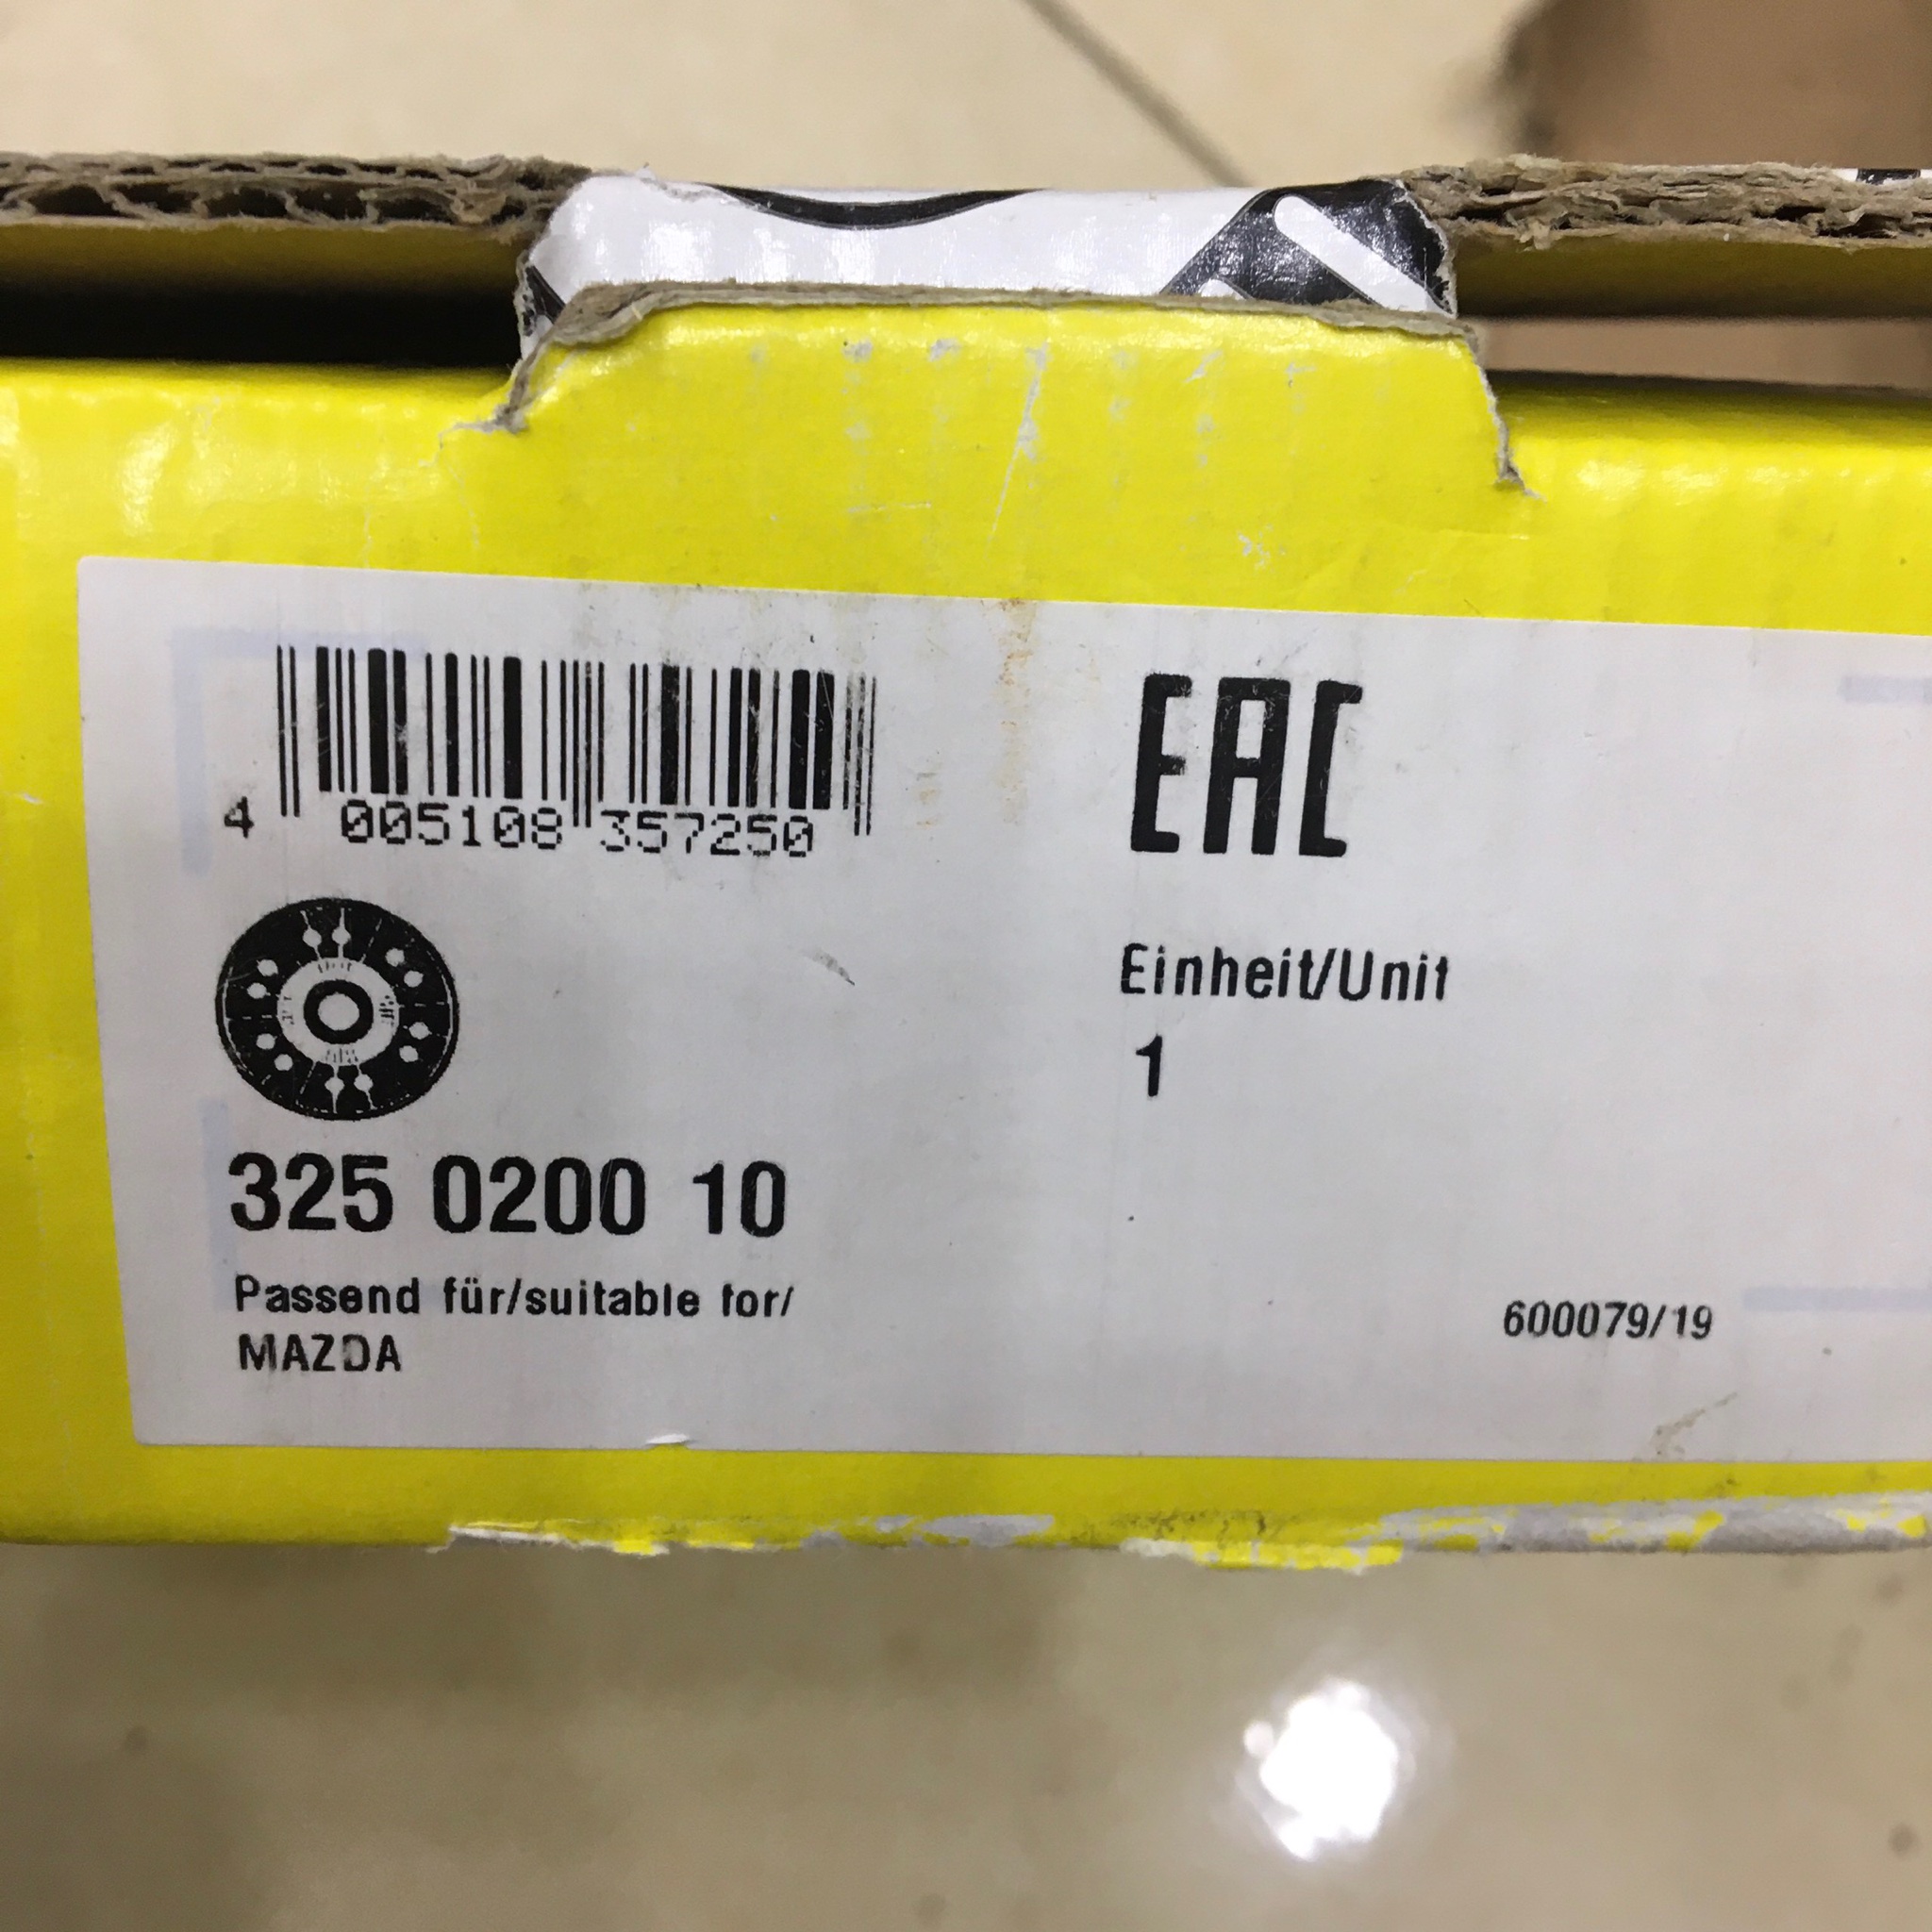 EAC
4 005108 357250
Einheit/Unit
1
325 0200 10
Passend für/suitable for/
MAZDA
600079/19